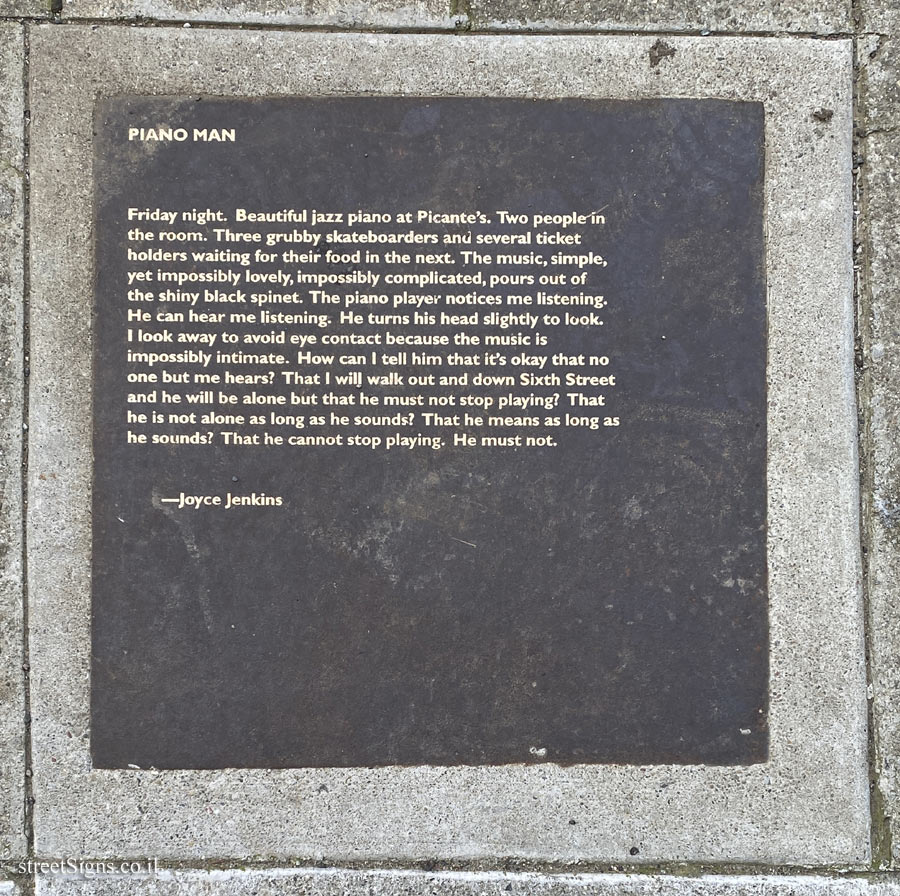 PIANO MAN
Friday night. Beautiful jazz piano at Picante's. Two people in
the room. Three grubby skateboarders and several ticket
holders waiting for their food in the next. The music, simple,
yet impossibly lovely, impossibly complicated, pours out of
the shiny black spinet. The piano player notices me listening.
He can hear me listening. He turns his head slightly to look.
I look away to avoid eye contact because the music is
impossibly intimate. How can I tell him that it's okay that no
one but me hears? That I will walk out and down Sixth Street
and he will be alone but that he must not stop playing? That
he is not alone as long as he sounds? That he means as long as
he sounds? That he cannot stop playing. He must not.
—Joyce Jenkins
streetSigns.co.il